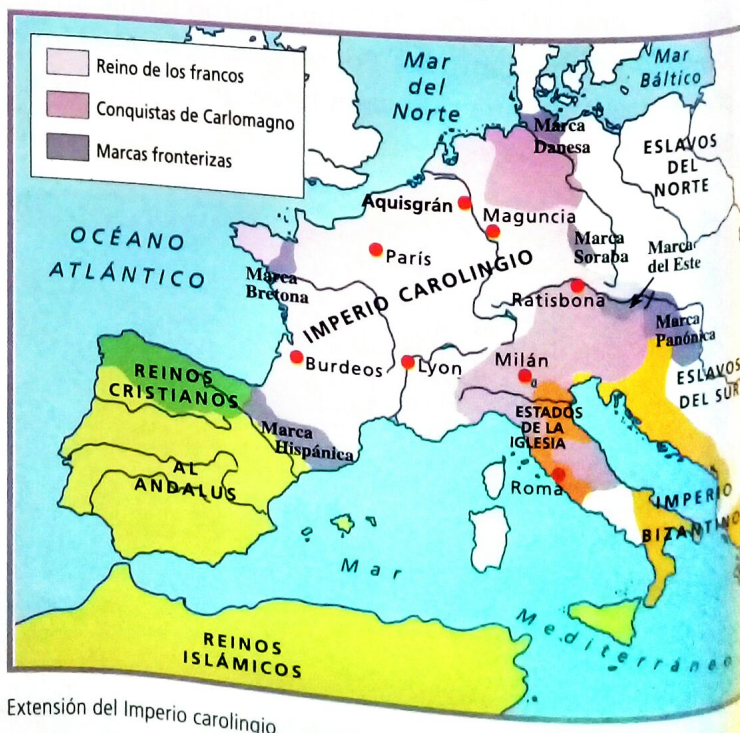 Reino de los francos
Conquistas de Carlomagno
Marcas fronterizas
Mar
del
Norte
Mar
Báltico
Marca
Danesa
ESLAVOS
DEL
NORTE
Aquisgrán
Maguncia
OCÉANO
ATLÁNTICO
París
Marca
Soraba
Marca
del Este
Marca
Bretona
IMPERIO CAROLINGIO
Ratisbona
Marca
Panónica
Burdeos
Lyon
Milán
ESLAVOS
DEL SUR
REINOS
CRISTIANOS
ESTADOS
DE LA
IGLESIA
Marca
Hispánica
AL
ANDALUS
Roma
IMPERIO
BIZANTINO
Mar
Mediterráneo
REINOS
ISLÁMICOS
Extensión del Imperio carolingio